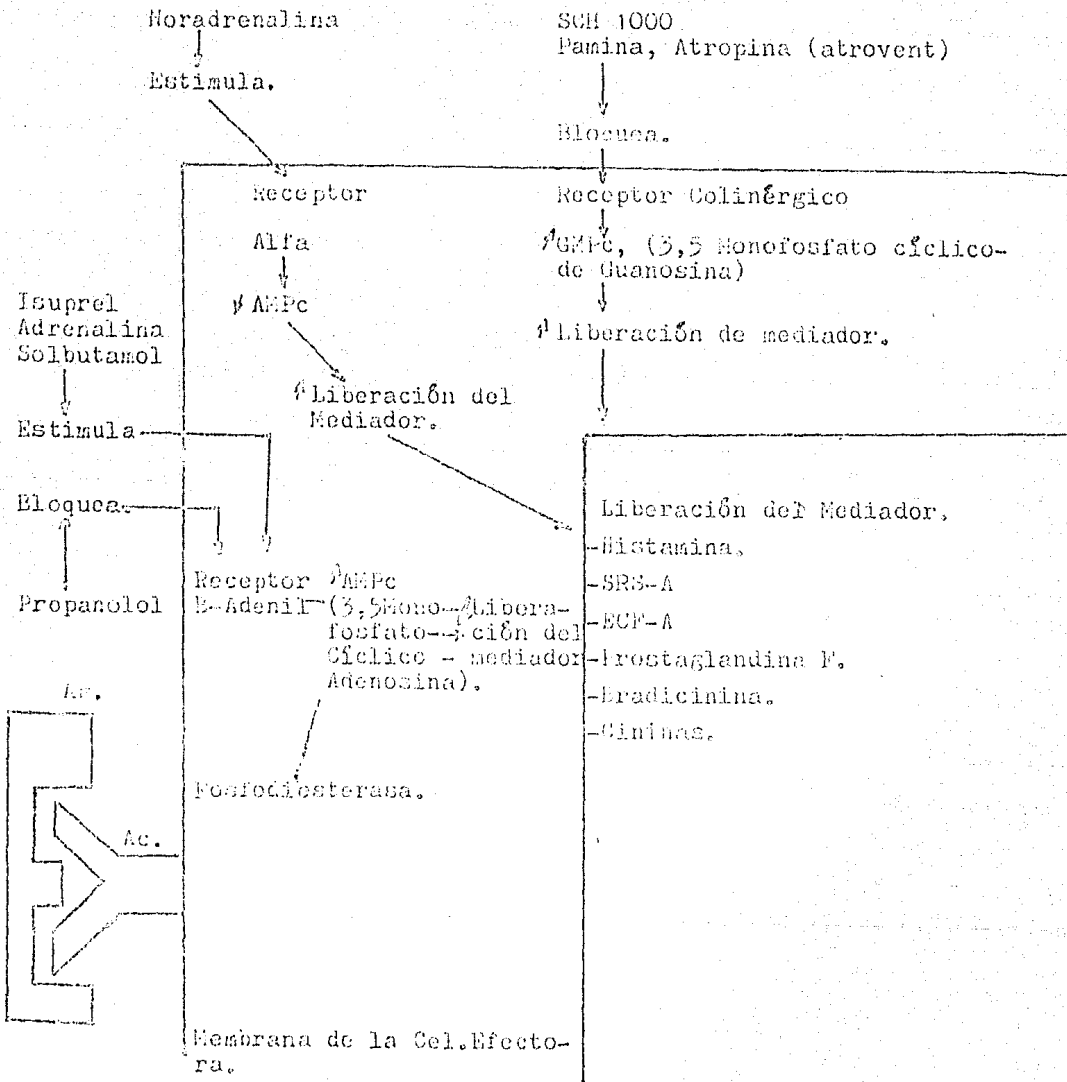 Noradrenalina
Estimula.
SCH 1000
Pamina, Atropina (atrovent)
Bloquea.
Receptor
Alfa
AMPc
Liberación del
Mediador.
Receptor Colinérgico
GMPc, (3,5 Monofosfato cíclico-
de Guanosina)
Liberación de mediador.
Isuprel
Adrenalina
Solbutamol
Estimula
Bloquea.
Propanolol
Receptor AMPc
B-Adenil (3,5Mono- Libera-
fosfato-- ción del
Cíclico - mediador
Adenosina).
Fosfodiesterasa.
Liberación del Mediador.
-Histamina.
-SRS-A
-ECF-A
-Prostaglandina F.
-Bradicinina.
-Cininas.
Ac.
Membrana de la Cel.Efecto-
ra.